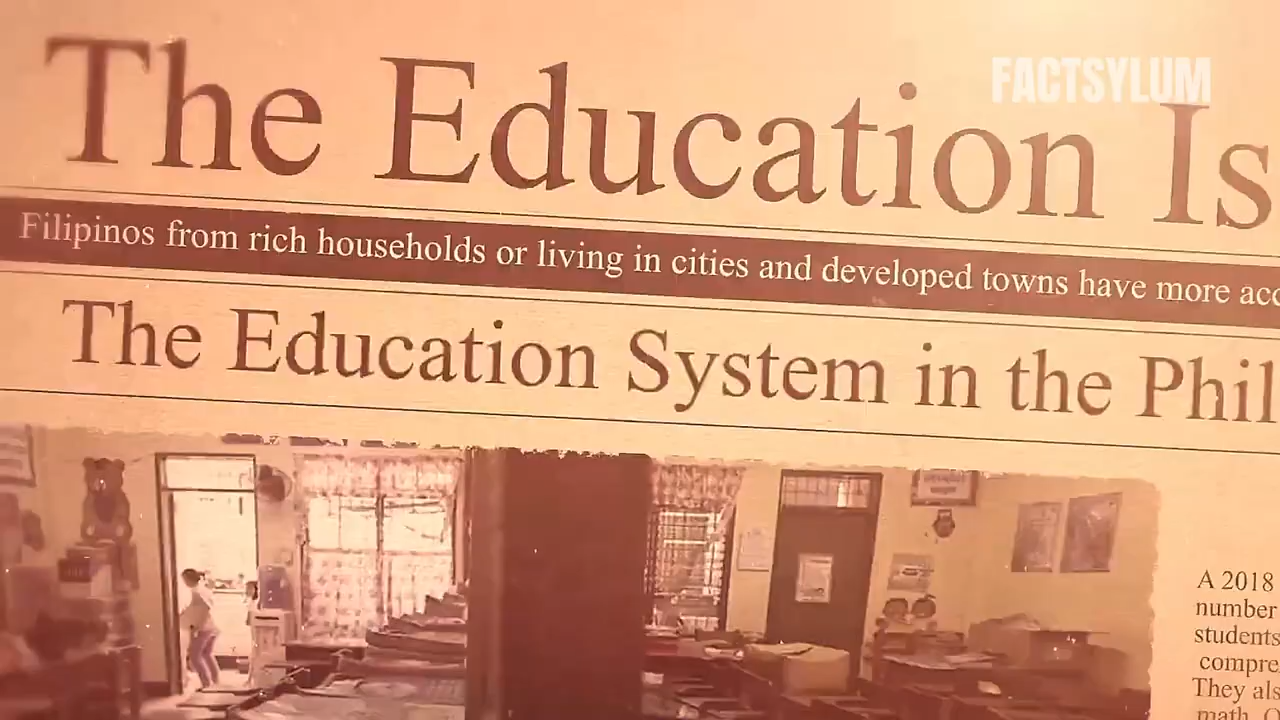 FACTSYLUM
The Education Is
Filipinos from rich households or living in cities and developed towns have more acc
The Education System in the Phil
A 2018
number
students
compre
They als
math. O